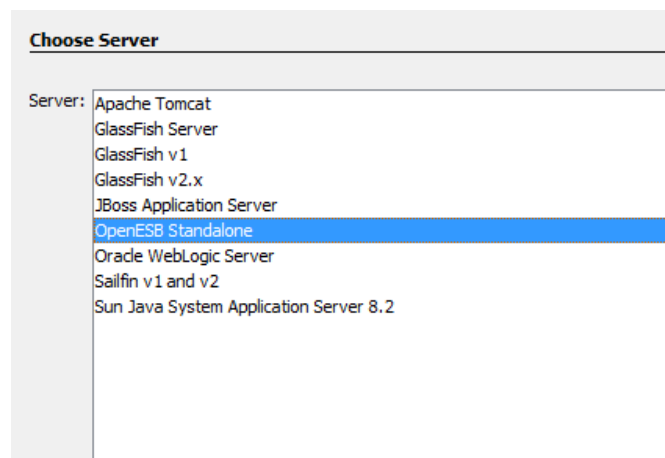 Choose Server
Server:
Apache Tomcat
GlassFish Server
GlassFish v1
GlassFish v2.x
JBoss Application Server
OpenESB Standalone
Oracle WebLogic Server
Sailfin v1 and v2
Sun Java System Application Server 8.2